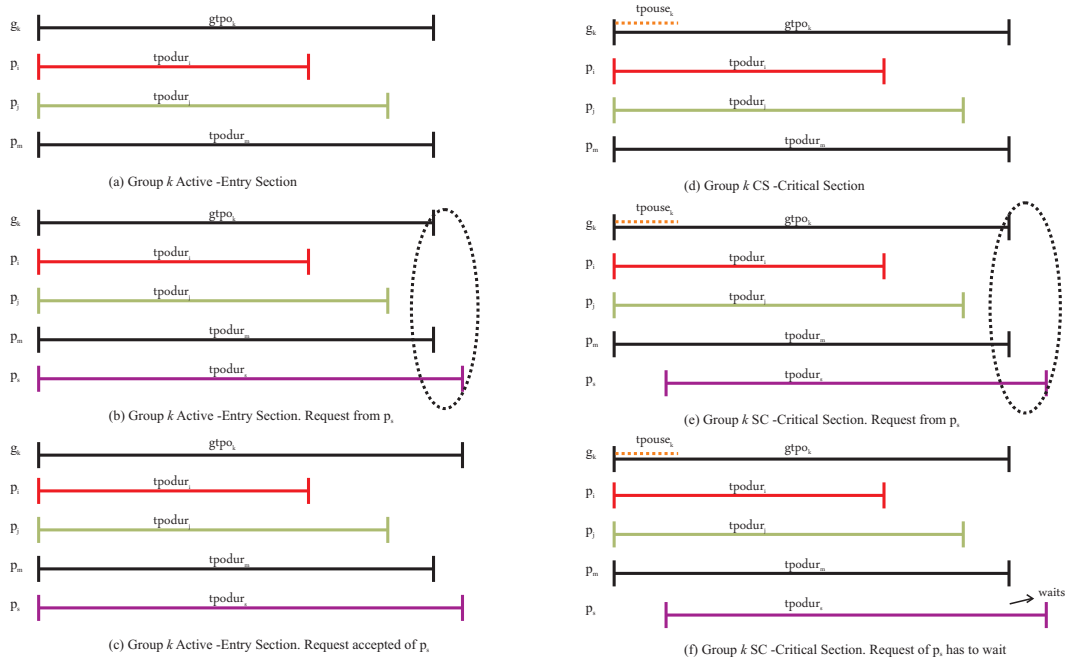 gₖ gtpoₖ
pᵢ tpodurᵢ
pⱼ tpodurⱼ
pₘ tpodurₘ
(a) Group k Active -Entry Section
gₖ gtpoₖ
pᵢ tpodurⱼ
pⱼ tpodurⱼ
pₘ tpodurₘ
pₛ tpodurₛ
(b) Group k Active -Entry Section. Request from pₛ
gₖ gtpoₖ
pᵢ tpodurᵢ
pⱼ tpodurⱼ
pₘ tpodurₘ
pₛ tpodurₛ
(c) Group k Active -Entry Section. Request accepted of pₛ
tpouseₖ
gₖ gtpoₖ
pᵢ tpodurᵢ
pⱼ tpodurⱼ
pₘ tpodurₘ
(d) Group k CS -Critical Section
tpouseₖ
gₖ gtpoₖ
pᵢ tpodurᵢ
pⱼ tpodurⱼ
pₘ tpodurₘ
pₛ tpodurₛ
(e) Group k SC -Critical Section. Request from pₛ
tpouseₖ
gₖ gtpoₖ
pᵢ tpodurᵢ
pⱼ tpodurⱼ
pₘ tpodurₘ
waits
pₛ tpodurₛ
(f) Group k SC -Critical Section. Request of pₛ has to wait